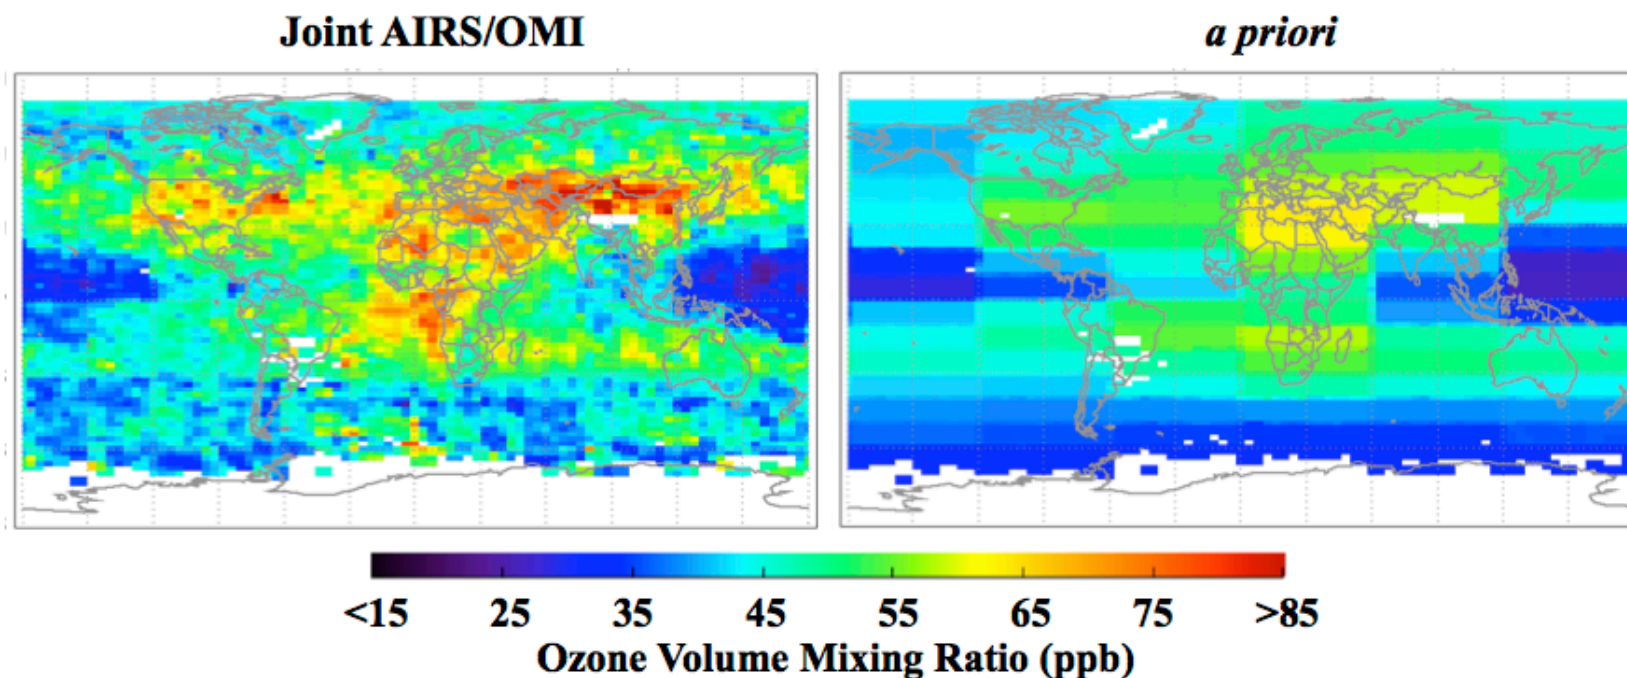 Joint AIRS/OMI
a priori
<15 25 35 45 55 65 75 >85
Ozone Volume Mixing Ratio (ppb)